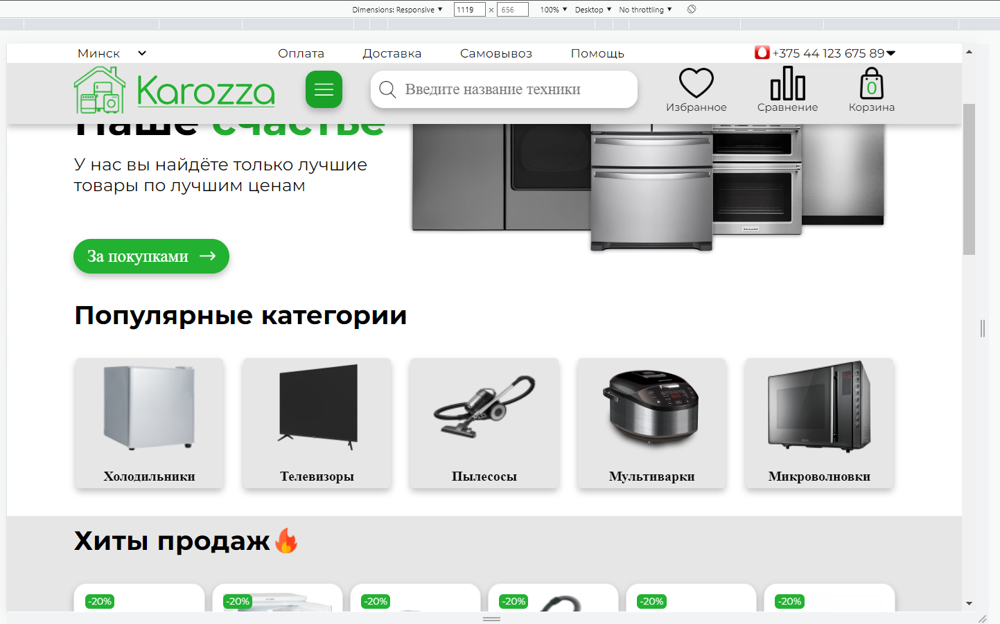 Dimensions: Responsive ▼ 1119 × 656 100% ▼ Desktop ▼ No throttling ▼
Минск Оплата Доставка Самовывоз Помощь +375 44 123 675 89
Karozza Введите название техники Избранное Сравнение 0 Корзина
Наше счастье
У нас вы найдёте только лучшие
товары по лучшим ценам
За покупками →
Популярные категории
Холодильники Телевизоры Пылесосы Мультиварки Микроволновки
Хиты продаж🔥
-20% -20% -20% -20% -20% -20%